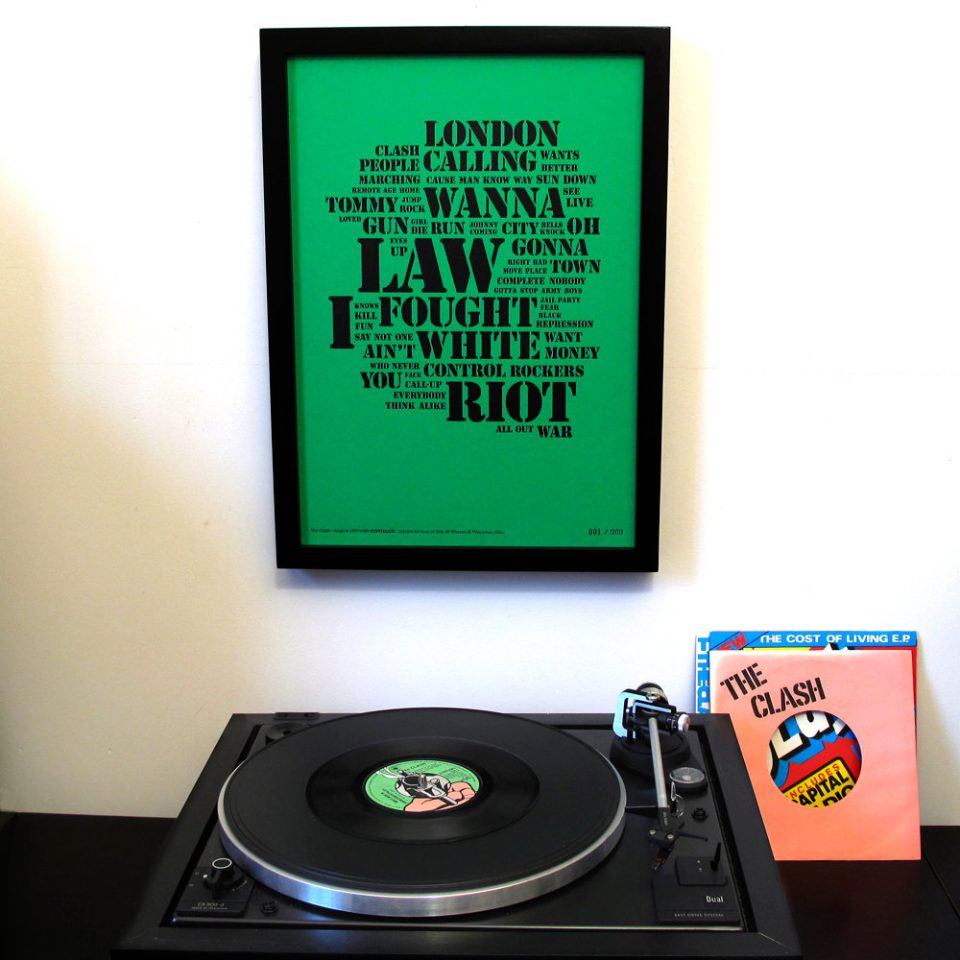 LONDON
CLASH CALLING WANTS
PEOPLE BETTER
MARCHING CAUSE MAN KNOW WAY SUN DOWN
REMOTE AGE HOME JUMP WANNA SEE
TOMMY ROCK LIVE
LOVED GUN GIRL RUN JOHNNY CITY BELLS OH
DIE COMING KNOCK
EYES LAW GONNA
UP RIGHT BAD TOWN
MOVE PLACE
COMPLETE NOBODY
GOTTA STOP ARMY BOYS
I KNOWS FOUGHT JAIL PARTY
KILL FEAR
FUN BLACK
REPRESSION
SAY NOT ONE WHITE WANT
AIN'T MONEY
WHO NEVER CONTROL ROCKERS
YOU FACE RIOT
CALL-UP
EVERYBODY
THINK ALIKE
ALL OUT WAR
001 / 200
THE COST OF LIVING E.P.
THE
CLASH
INCLUDES
CAPITAL
Dual